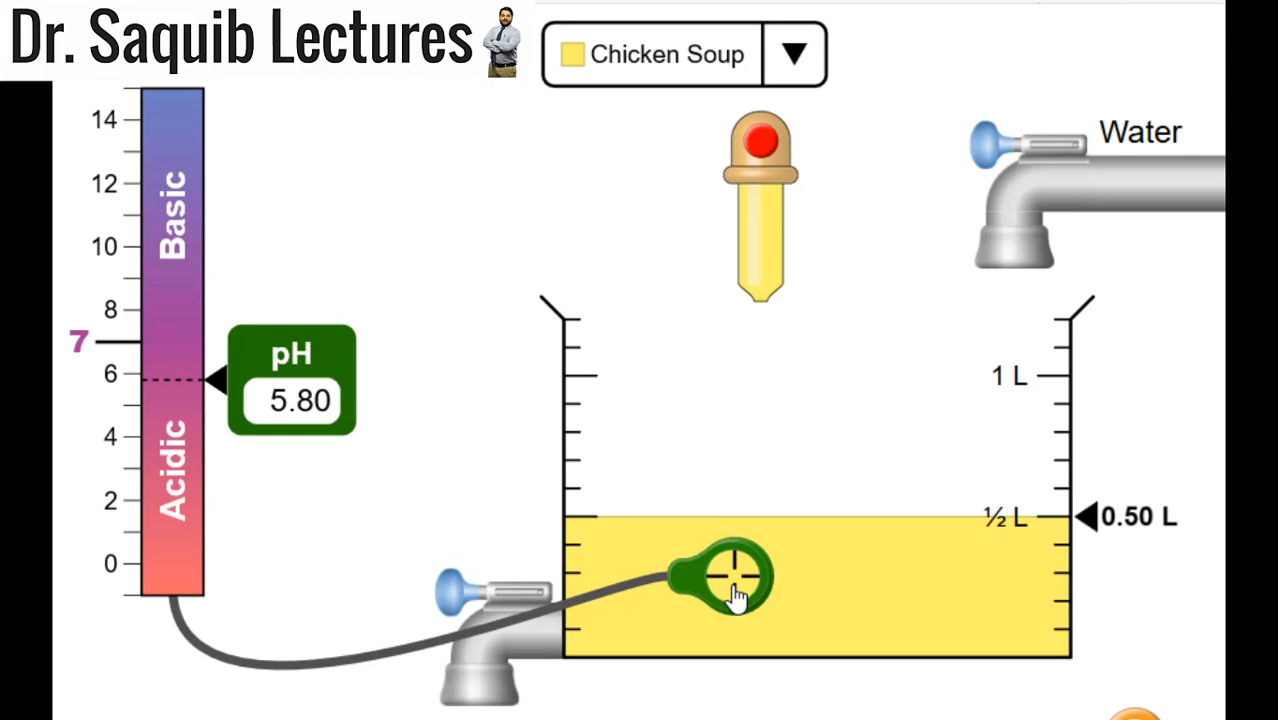 Dr. Saquib Lectures
Chicken Soup
Water
14
12
10
8
7
6
4
2
0
Basic
Acidic
pH
5.80
1 L
½ L
0.50 L